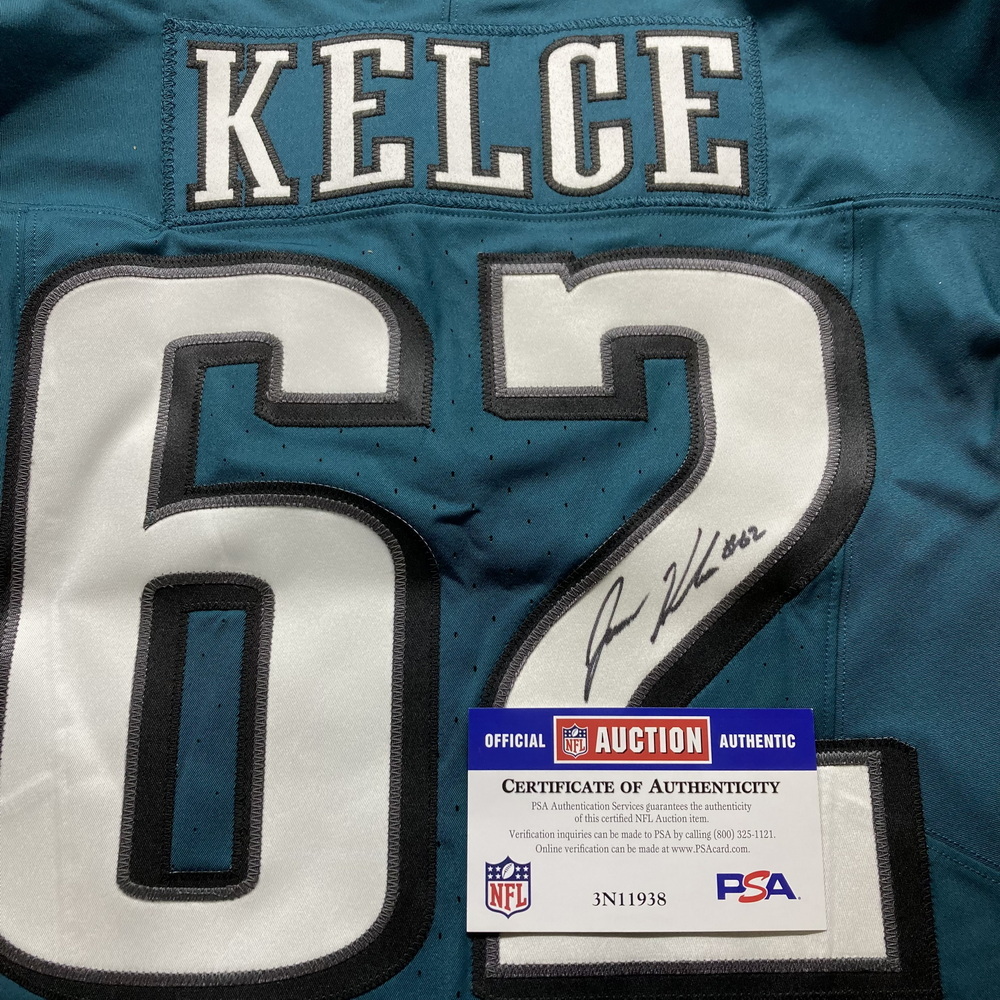 KELCE
62
Jason Kelce #62
OFFICIAL NFL AUCTION AUTHENTIC
CERTIFICATE OF AUTHENTICITY
PSA Authentication Services guarantees the authenticity
of this certified NFL Auction item.
Verification inquiries can be made to PSA by calling (800) 325-1121.
Online verification can be made at www.PSAcard.com.
NFL 3N11938 PSA